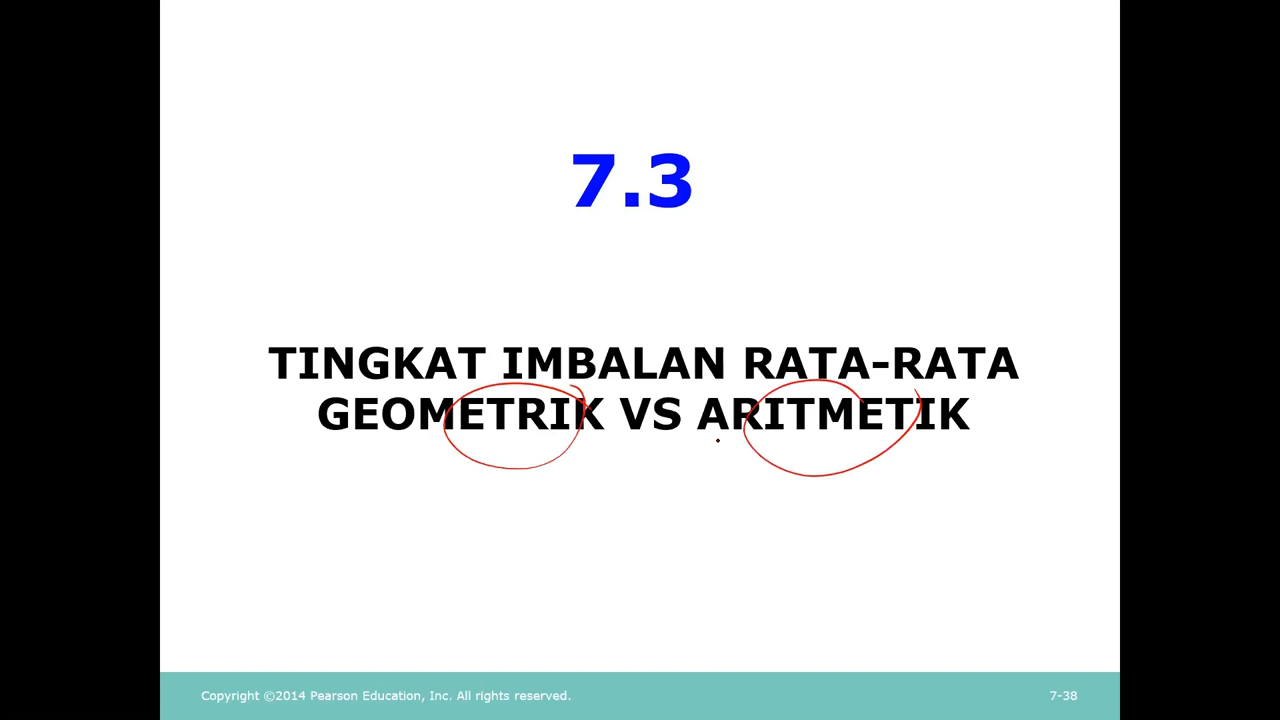 7.3
TINGKAT IMBALAN RATA-RATA
GEOMETRIK VS ARITMETIK
Copyright ©2014 Pearson Education, Inc. All rights reserved.
7-38